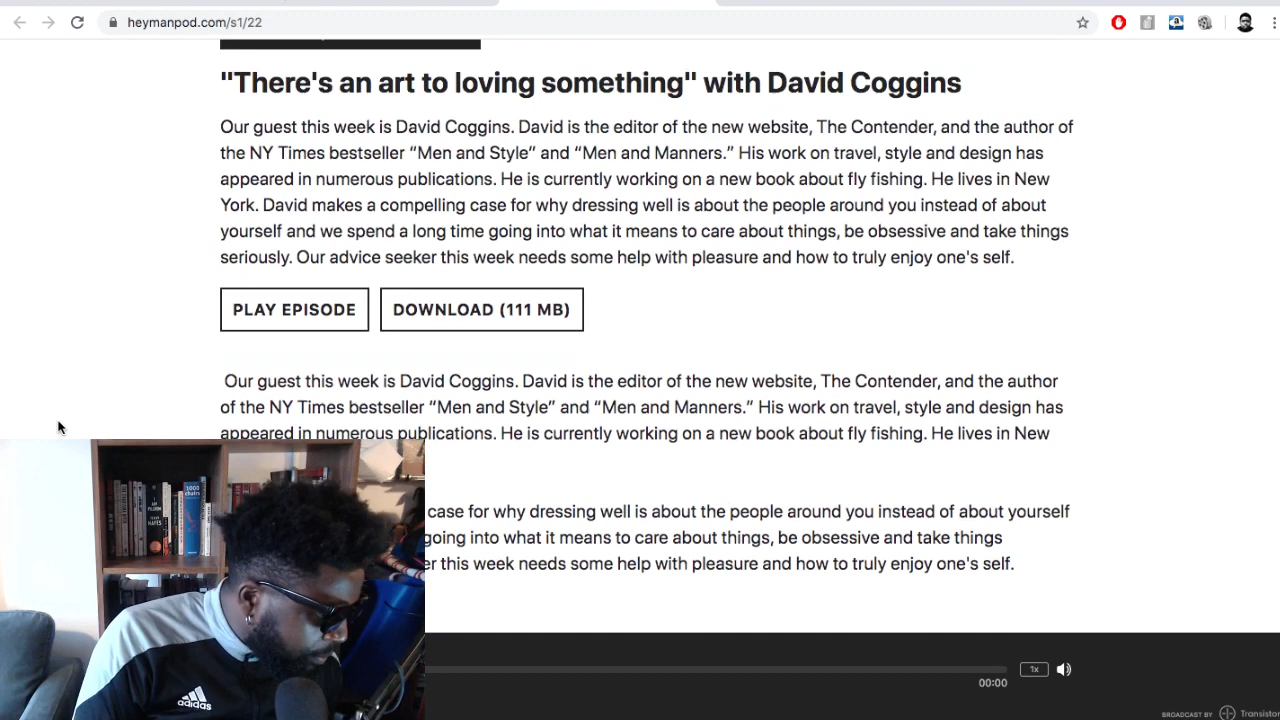 heymanpod.com/s1/22
"There's an art to loving something" with David Coggins
Our guest this week is David Coggins. David is the editor of the new website, The Contender, and the author of
the NY Times bestseller “Men and Style” and “Men and Manners.” His work on travel, style and design has
appeared in numerous publications. He is currently working on a new book about fly fishing. He lives in New
York. David makes a compelling case for why dressing well is about the people around you instead of about
yourself and we spend a long time going into what it means to care about things, be obsessive and take things
seriously. Our advice seeker this week needs some help with pleasure and how to truly enjoy one's self.
PLAY EPISODE
DOWNLOAD (111 MB)
Our guest this week is David Coggins. David is the editor of the new website, The Contender, and the author
of the NY Times bestseller “Men and Style” and “Men and Manners.” His work on travel, style and design has
appeared in numerous publications. He is currently working on a new book about fly fishing. He lives in New
case for why dressing well is about the people around you instead of about yourself
going into what it means to care about things, be obsessive and take things
this week needs some help with pleasure and how to truly enjoy one's self.
1000
chairs
adidas
1x
00:00
BROADCAST BY
Transistor